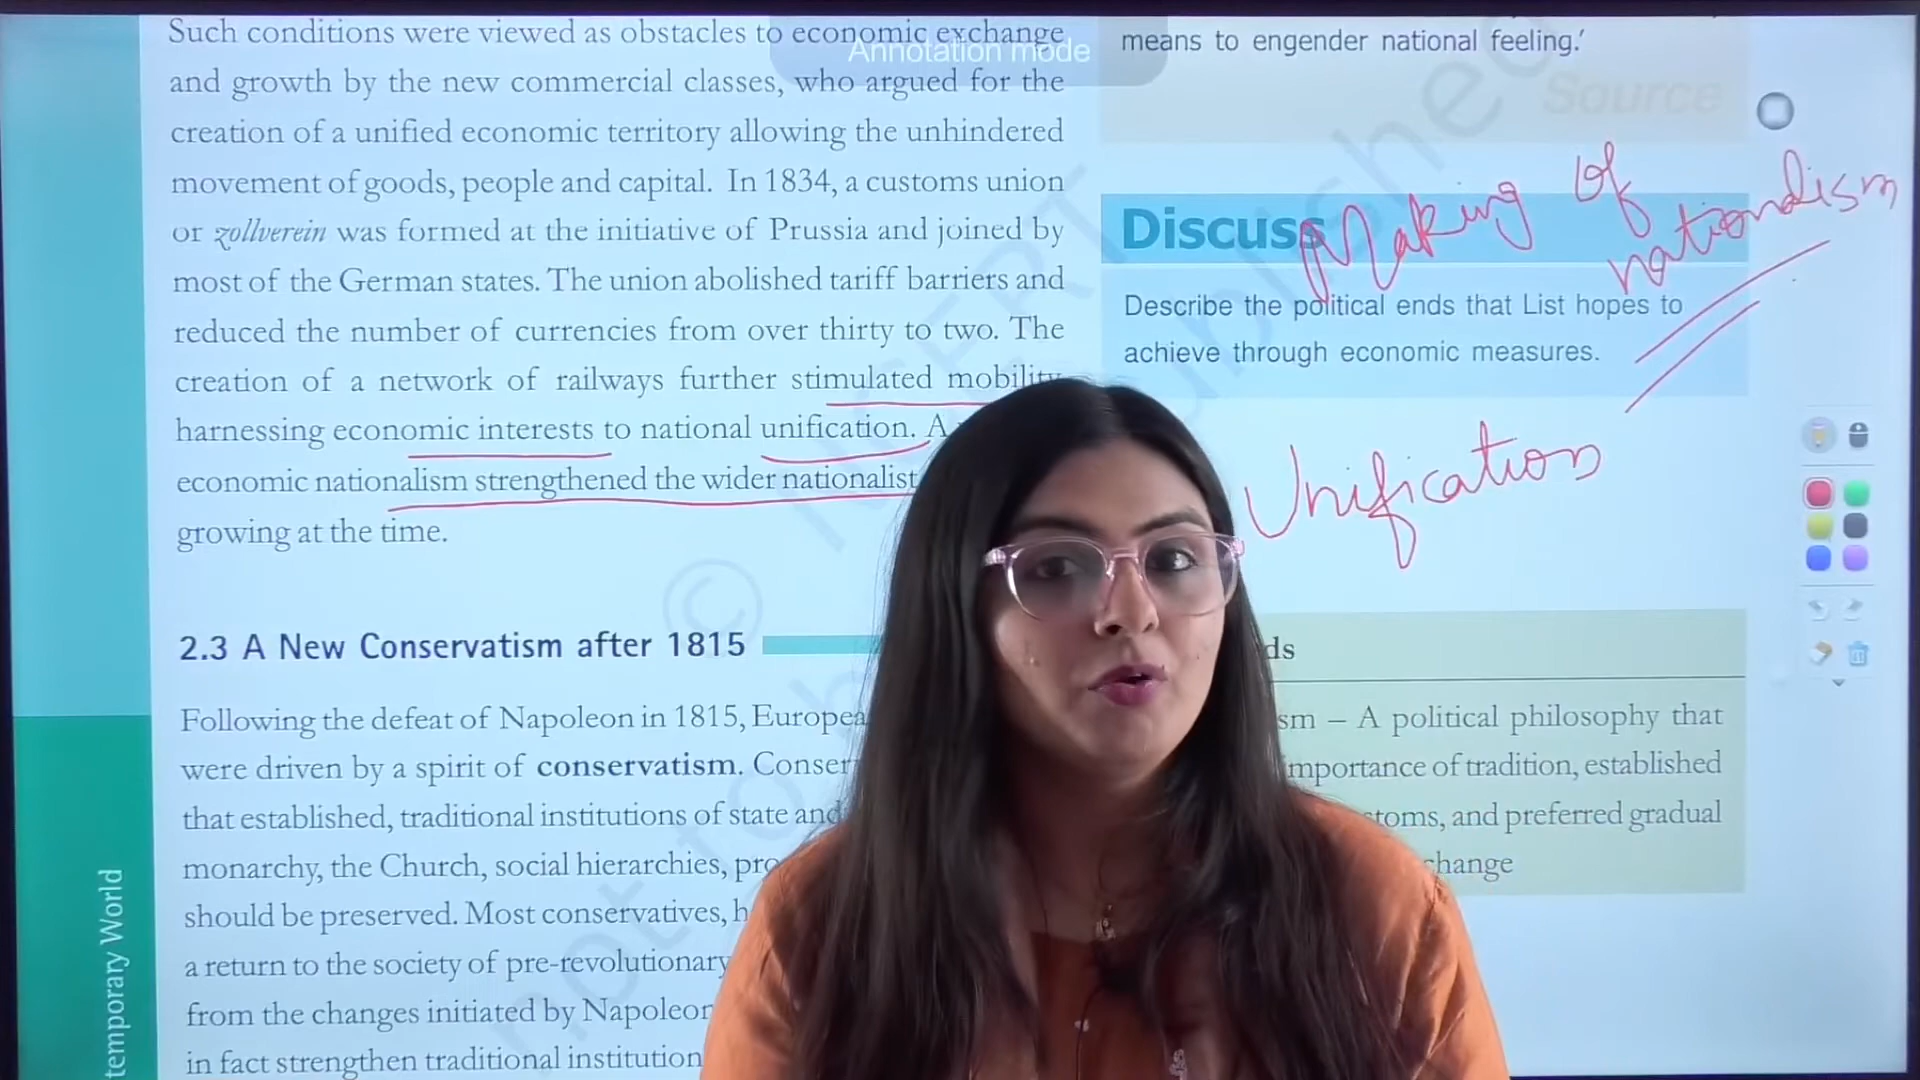 Such conditions were viewed as obstacles to economic exchange
and growth by the new commercial classes, who argued for the
creation of a unified economic territory allowing the unhindered
movement of goods, people and capital. In 1834, a customs union
or zollverein was formed at the initiative of Prussia and joined by
most of the German states. The union abolished tariff barriers and
reduced the number of currencies from over thirty to two. The
creation of a network of railways further stimulated mobility,
harnessing economic interests to national unification. A
economic nationalism strengthened the wider nationalist
growing at the time.
2.3 A New Conservatism after 1815
Following the defeat of Napoleon in 1815, Europea
were driven by a spirit of conservatism. Conser
that established, traditional institutions of state and
monarchy, the Church, social hierarchies, pro
should be preserved. Most conservatives, h
a return to the society of pre-revolutionary
from the changes initiated by Napoleon
in fact strengthen traditional institution
temporary World
Annotation mode
means to engender national feeling.'
Source
Making of
nationalism
Discuss
Describe the political ends that List hopes to
achieve through economic measures.
Unification
ds
sm – A political philosophy that
importance of tradition, established
stoms, and preferred gradual
change
© NCERT
not to be republished